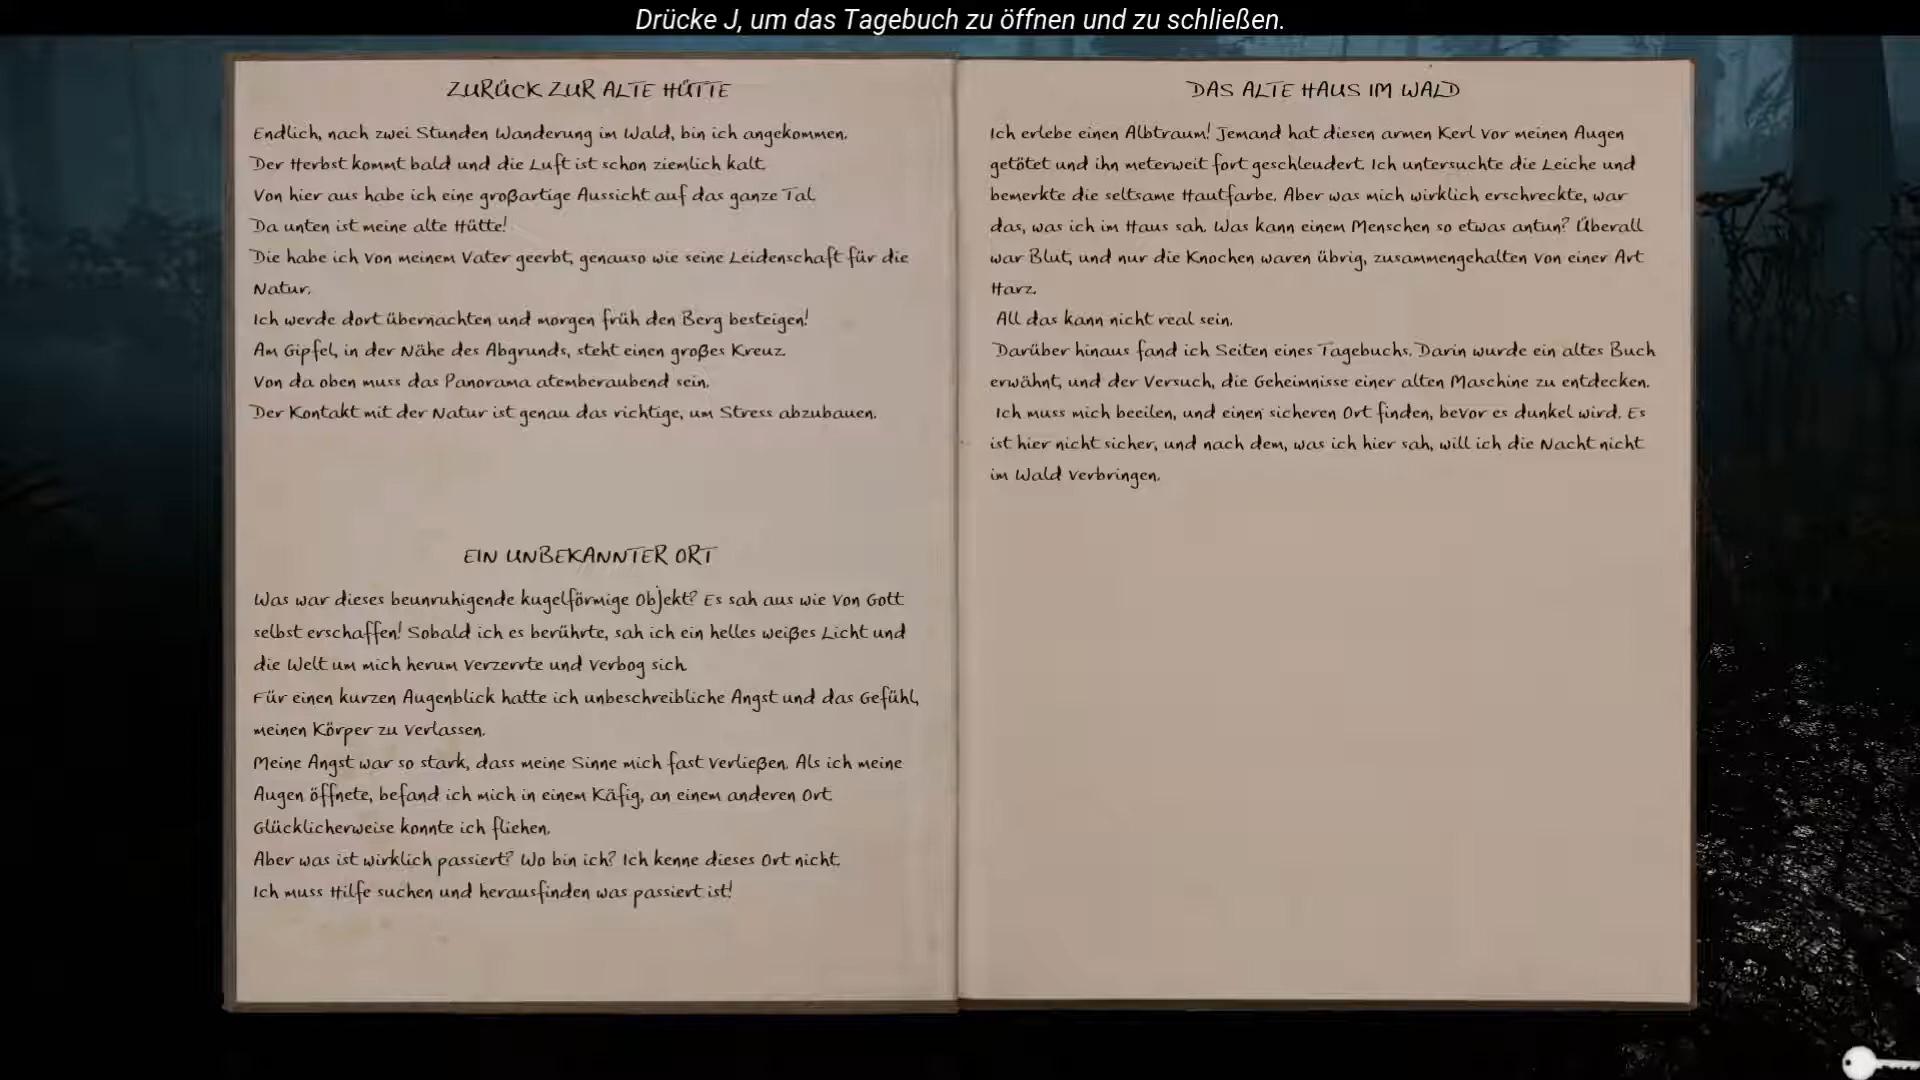 Drücke J, um das Tagebuch zu öffnen und zu schließen.
ZURÜCK ZUR ALTE HÜTTE
Endlich, nach zwei Stunden Wanderung im Wald, bin ich angekommen.
Der Herbst kommt bald und die Luft ist schon ziemlich kalt.
Von hier aus habe ich eine großartige Aussicht auf das ganze Tal.
Da unten ist meine alte Hütte!
Die habe ich von meinem Vater geerbt, genauso wie seine Leidenschaft für die
Natur.
Ich werde dort übernachten und morgen früh den Berg besteigen!
Am Gipfel, in der Nähe des Abgrunds, steht einen großes Kreuz.
Von da oben muss das Panorama atemberaubend sein.
Der Kontakt mit der Natur ist genau das richtige, um Stress abzubauen.
EIN UNBEKANNTER ORT
Was war dieses beunruhigende kugelförmige Objekt? Es sah aus wie von Gott
selbst erschaffen! Sobald ich es berührte, sah ich ein helles weißes Licht und
die Welt um mich herum verzerrte und verbog sich.
Für einen kurzen Augenblick hatte ich unbeschreibliche Angst und das Gefühl,
meinen Körper zu verlassen.
Meine Angst war so stark, dass meine Sinne mich fast verließen. Als ich meine
Augen öffnete, befand ich mich in einem Käfig, an einem anderen Ort.
Glücklicherweise konnte ich fliehen.
Aber was ist wirklich passiert? Wo bin ich? Ich kenne dieses Ort nicht.
Ich muss Hilfe suchen und herausfinden was passiert ist!
DAS ALTE HAUS IM WALD
Ich erlebe einen Albtraum! Jemand hat diesen armen Kerl vor meinen Augen
getötet und ihn meterweit fort geschleudert. Ich untersuchte die Leiche und
bemerkte die seltsame Hautfarbe. Aber was mich wirklich erschreckte, war
das, was ich im Haus sah. Was kann einem Menschen so etwas antun? Überall
war Blut, und nur die Knochen waren übrig, zusammengehalten von einer Art
Harz.
All das kann nicht real sein.
Darüber hinaus fand ich Seiten eines Tagebuchs. Darin wurde ein altes Buch
erwähnt, und der Versuch, die Geheimnisse einer alten Maschine zu entdecken.
Ich muss mich beeilen, und einen sicheren Ort finden, bevor es dunkel wird. Es
ist hier nicht sicher, und nach dem, was ich hier sah, will ich die Nacht nicht
im Wald verbringen.